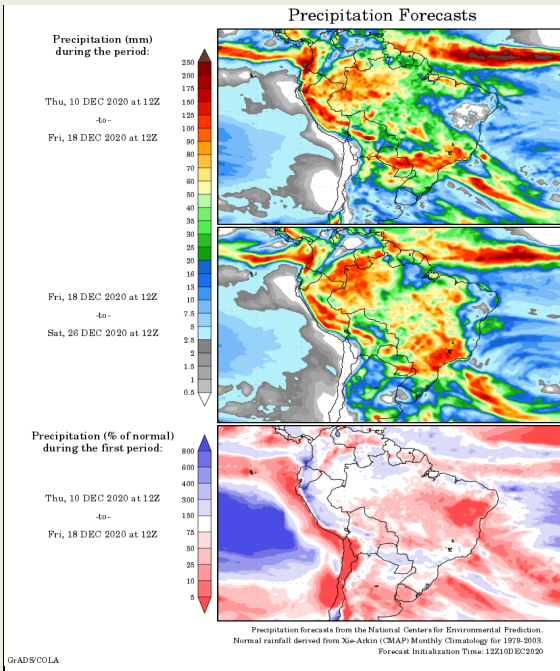 Precipitation Forecasts
Precipitation (mm)
during the period:
250
200
175
150
125
100
90
80
70
60
50
40
35
30
25
20
16
13
10
7.5
5
2.5
2
1.5
1
0.5
Thu, 10 DEC 2020 at 12Z
-to-
Fri, 18 DEC 2020 at 12Z
Fri, 18 DEC 2020 at 12Z
-to-
Sat, 26 DEC 2020 at 12Z
Precipitation (% of normal)
during the first period:
800
600
400
300
150
75
50
25
10
5
Thu, 10 DEC 2020 at 12Z
-to-
Fri, 18 DEC 2020 at 12Z
Precipitation forecasts from the National Centers for Environmental Prediction.
Normal rainfall derived from Xie-Arkin (CMAP) Monthly Climatology for 1979-2003.
Forecast Initialization Time: 12Z10DEC2020
GrADS/COLA